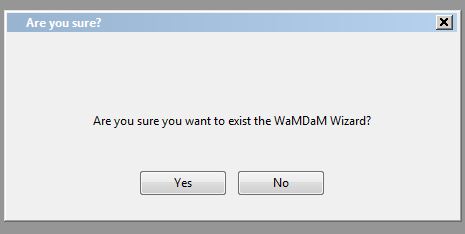 Are you sure?
Are you sure you want to exist the WaMDaM Wizard?
Yes No